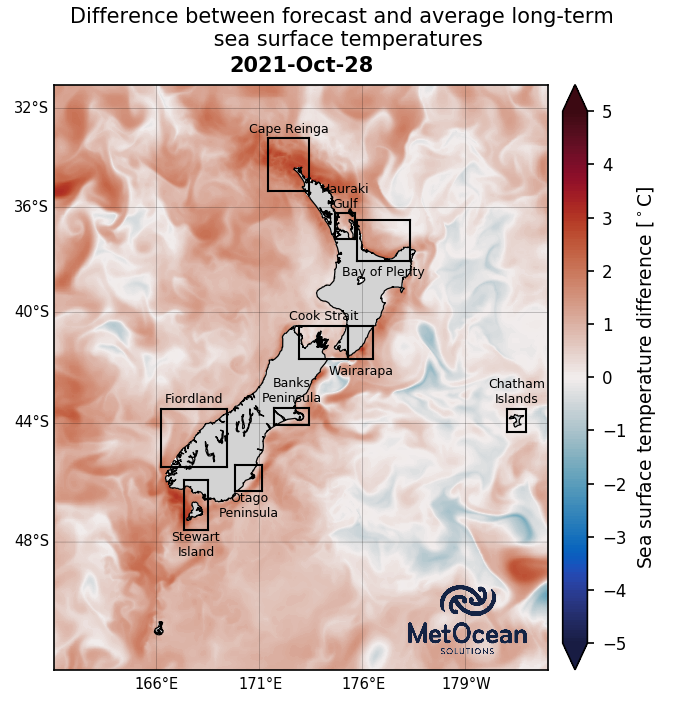 Difference between forecast and average long-term
sea surface temperatures
2021-Oct-28
32°S
36°S
40°S
44°S
48°S
Cape Reinga
Hauraki
Gulf
Bay of Plenty
Cook Strait
Wairarapa
Banks
Peninsula
Fiordland
Chatham
Islands
Otago
Peninsula
Stewart
Island
MetOcean
SOLUTIONS
166°E
171°E
176°E
179°W
5
4
3
2
1
0
−1
−2
−3
−4
−5
Sea surface temperature difference [°C]